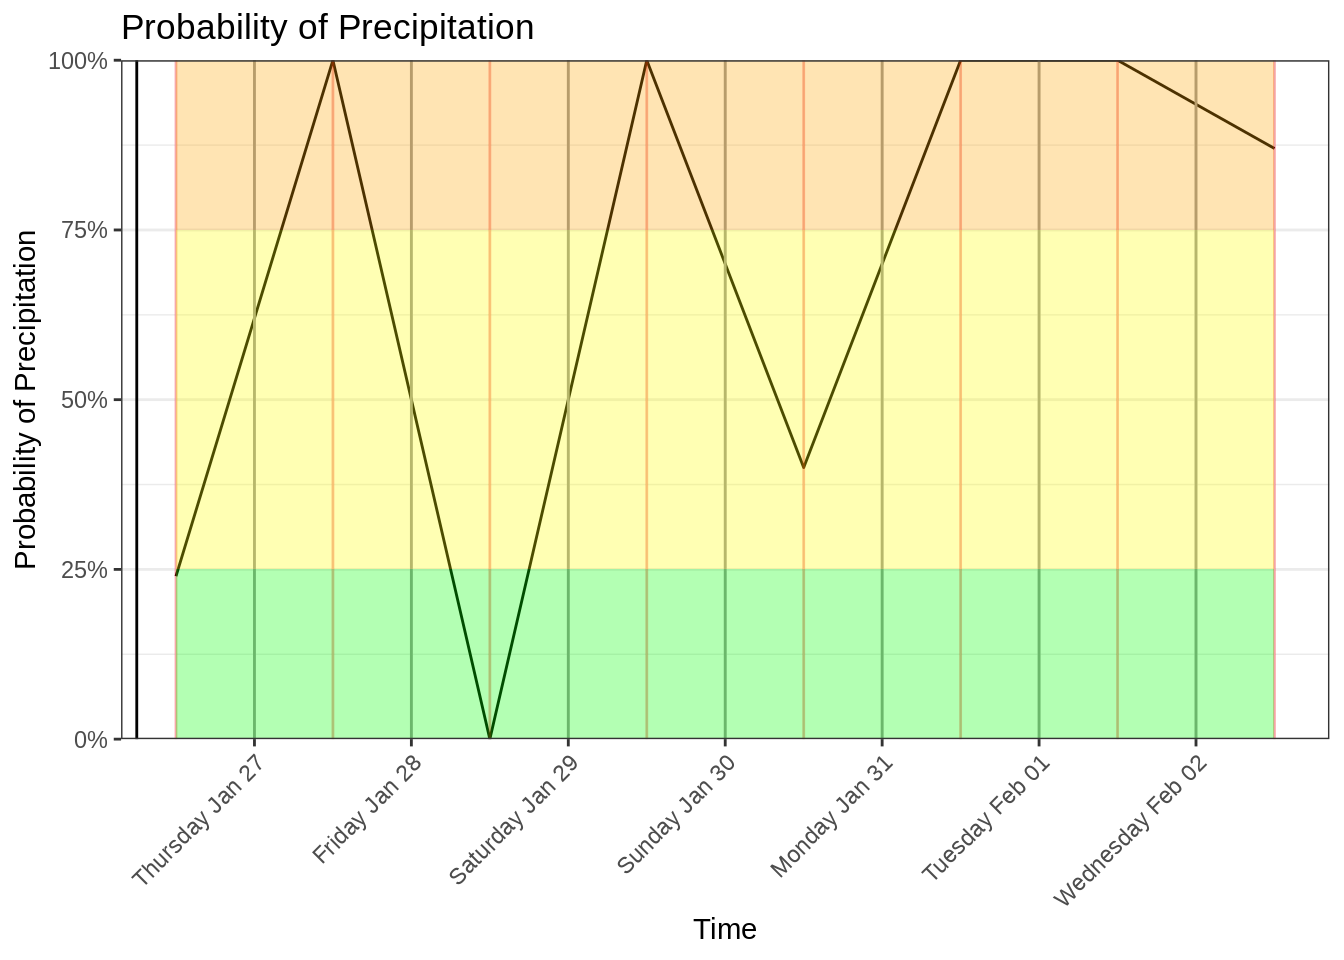 Probability of Precipitation
100%
75%
50%
25%
0%
Probability of Precipitation
Thursday Jan 27
Friday Jan 28
Saturday Jan 29
Sunday Jan 30
Monday Jan 31
Tuesday Feb 01
Wednesday Feb 02
Time